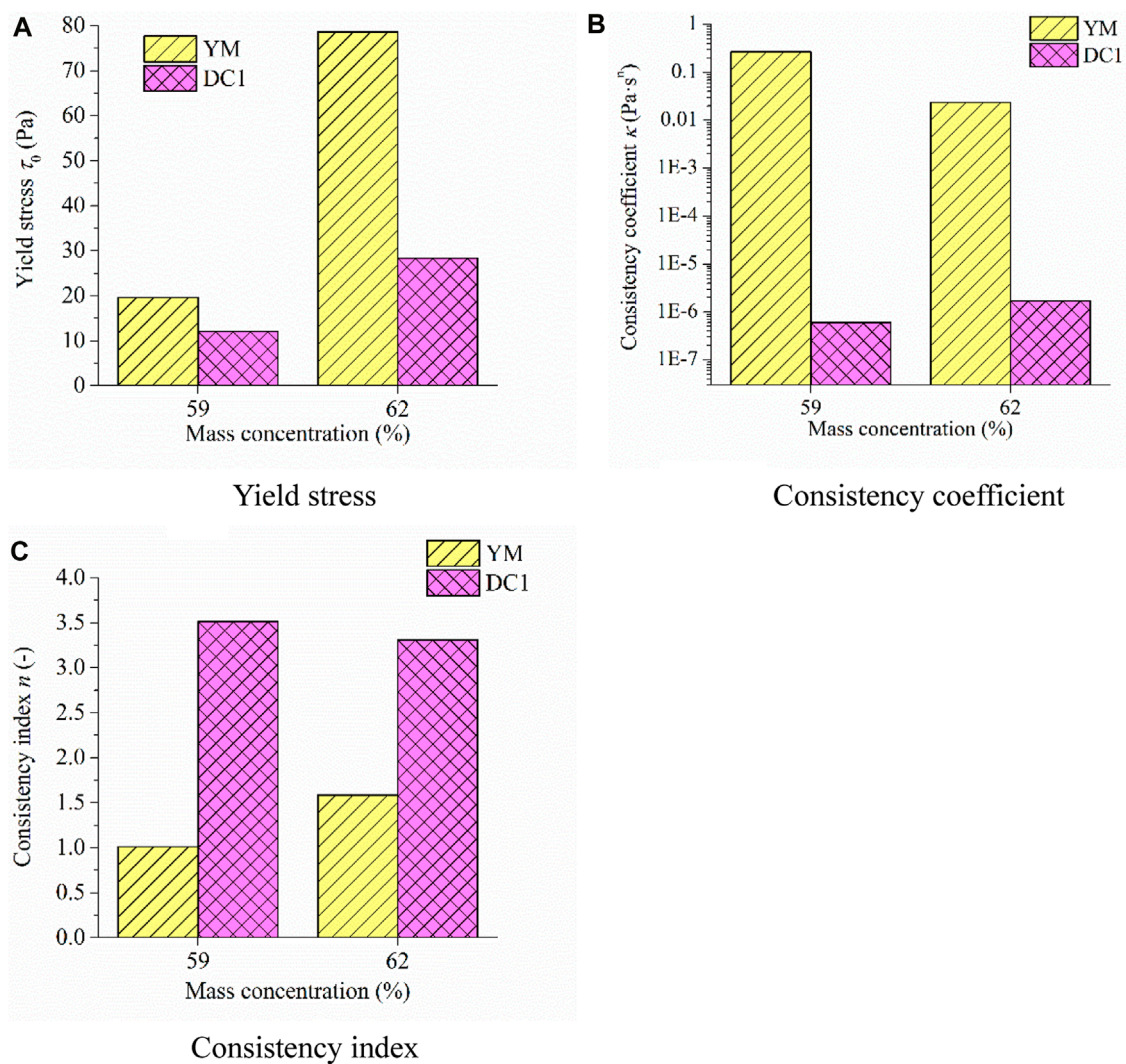 A
YM
DC1
80
70
60
50
40
30
20
10
0
Yield stress τ0 (Pa)
59
62
Mass concentration (%)
Yield stress
B
YM
DC1
1
0.1
0.01
1E-3
1E-4
1E-5
1E-6
1E-7
Consistency coefficient κ (Pa·sⁿ)
59
62
Mass concentration (%)
Consistency coefficient
C
YM
DC1
4.0
3.5
3.0
2.5
2.0
1.5
1.0
0.5
0.0
Consistency index n (-)
59
62
Mass concentration (%)
Consistency index